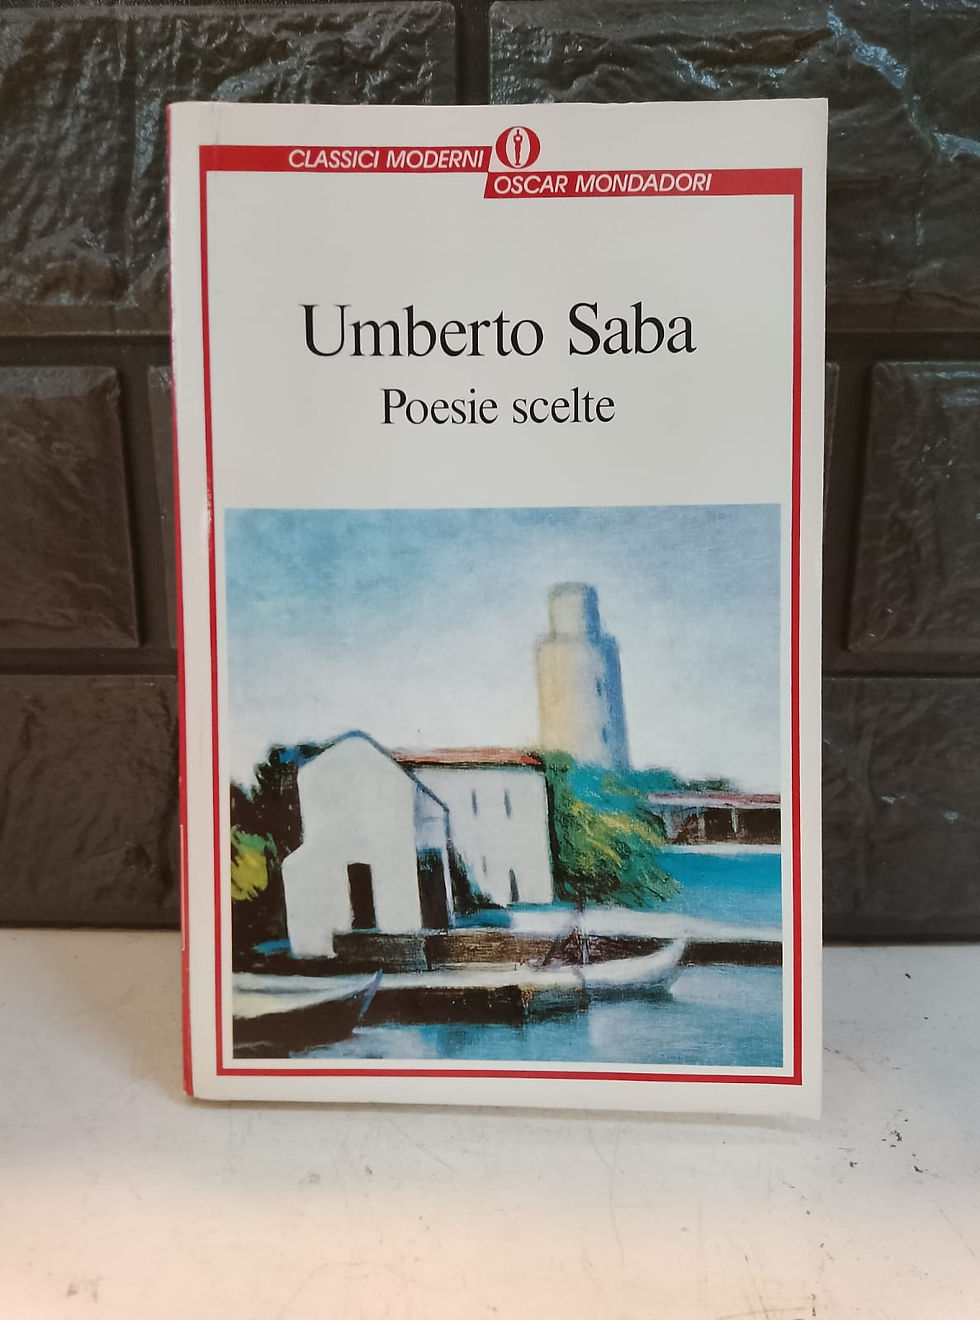 CLASSICI MODERNI
OSCAR MONDADORI
Umberto Saba
Poesie scelte